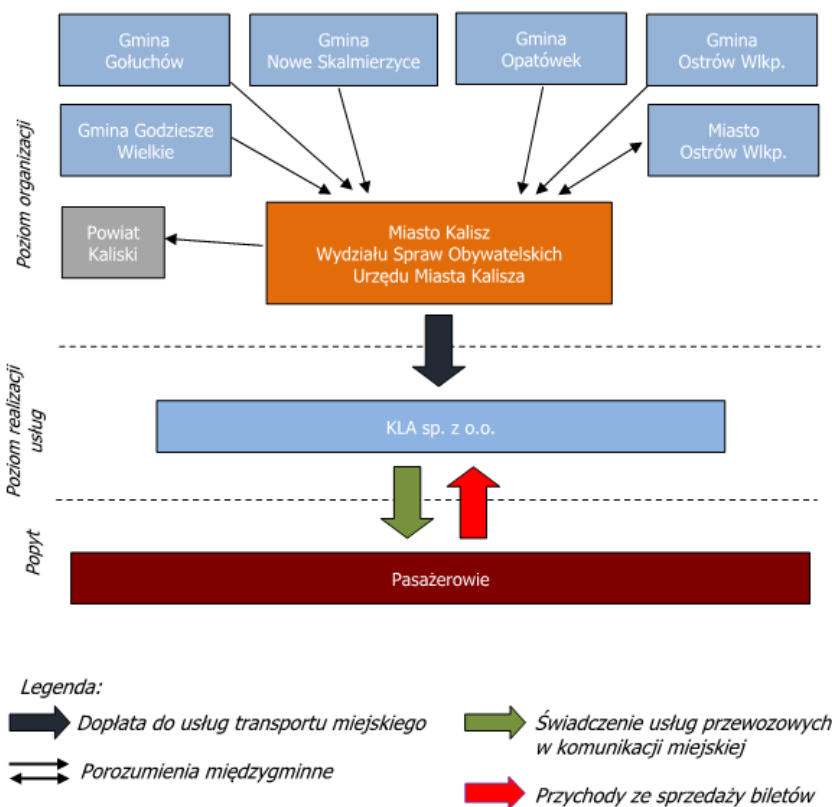 Gmina
Gołuchów
Gmina
Nowe Skalmierzyce
Gmina
Opatówek
Gmina
Ostrów Wlkp.
Gmina Godziesze
Wielkie
Miasto
Ostrów Wlkp.
Poziom organizacji
Powiat
Kaliski
Miasto Kalisz
Wydziału Spraw Obywatelskich
Urzędu Miasta Kalisza
Poziom realizacji
usług
KLA sp. z o.o.
Popyt
Pasażerowie
Legenda:
Dopłata do usług transportu miejskiego
Porozumienia międzygminne
Świadczenie usług przewozowych
w komunikacji miejskiej
Przychody ze sprzedaży biletów